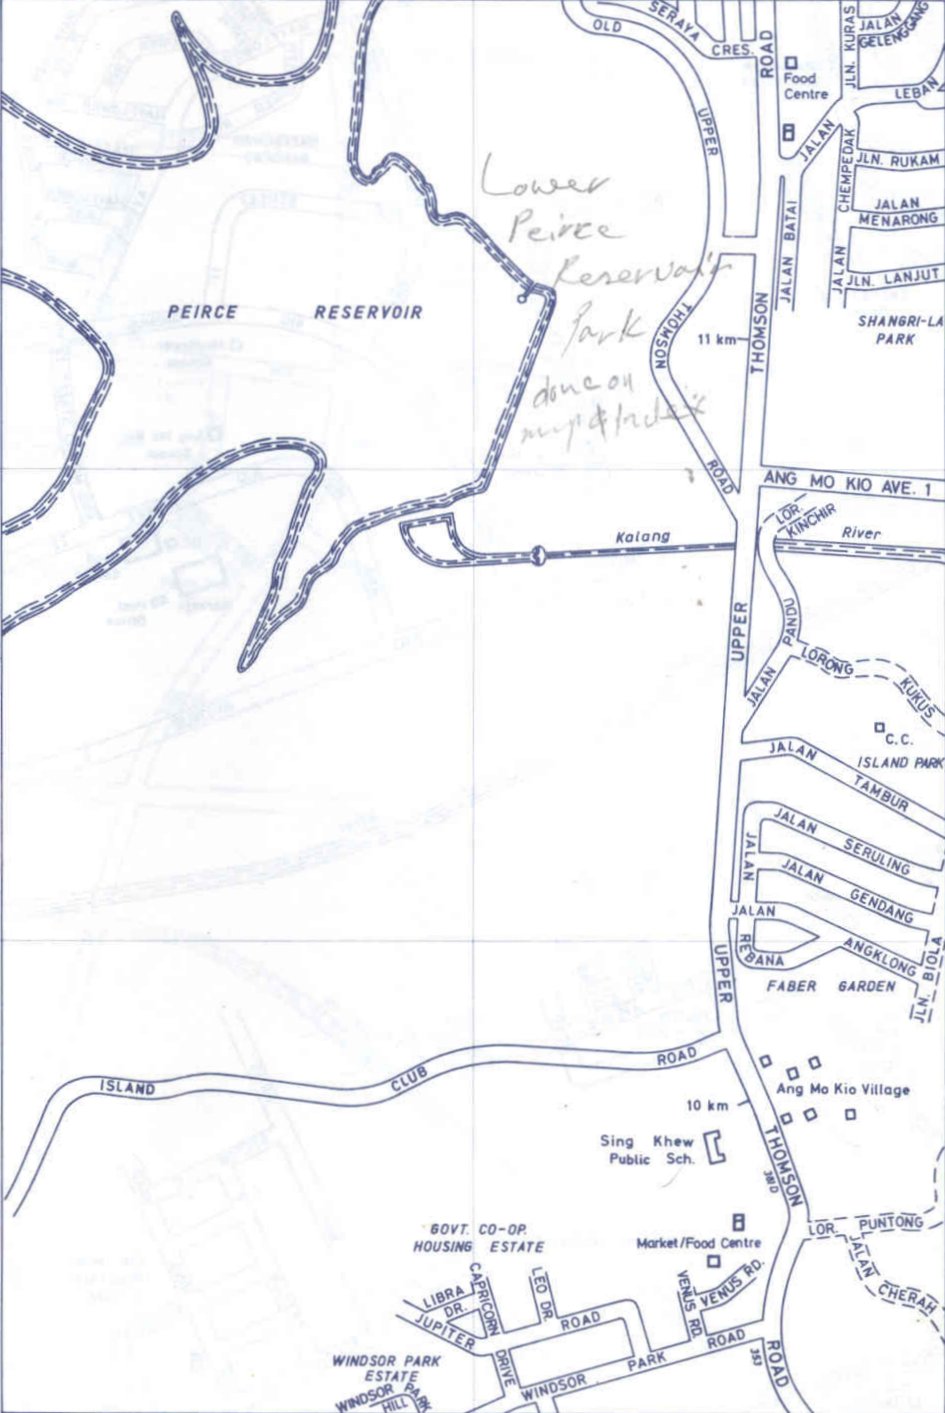 SERAYA
CRES.
OLD
UPPER
ROAD
Food
Centre
JLN. KURAS
JALAN
GELENGGANG
LEBAN
JALAN
CHEMPEDAK
JALAN
JLN. RUKAM
JALAN
MENARONG
JLN. LANJUT
JALAN BATAI
SHANGRI-LA
PARK
Lower
Peirce
Reservoir
Park
done on
map & Index
PEIRCE RESERVOIR
THOMSON
ROAD
11 km
THOMSON
ANG MO KIO AVE. 1
LOR.
KINCHIR
Kalang River
UPPER
JALAN PANDU
LORONG
KUKUS
C.C.
ISLAND PARK
JALAN
TAMBUR
JALAN
SERULING
JALAN
JALAN
GENDANG
JALAN
ANGKLONG
REBANA
JLN. BIOLA
FABER GARDEN
UPPER
ISLAND CLUB ROAD
Ang Mo Kio Village
10 km
Sing Khew
Public Sch.
THOMSON
LOR. PUNTONG
JALAN
CHERAH
Market/Food Centre
GOVT. CO-OP.
HOUSING ESTATE
LIBRA
DR.
CAPRICORN
DRIVE
LEO DR.
JUPITER ROAD
VENUS RD.
VENUS RD.
WINDSOR PARK ROAD
353
ROAD
WINDSOR PARK
ESTATE
WINDSOR PARK
HILL